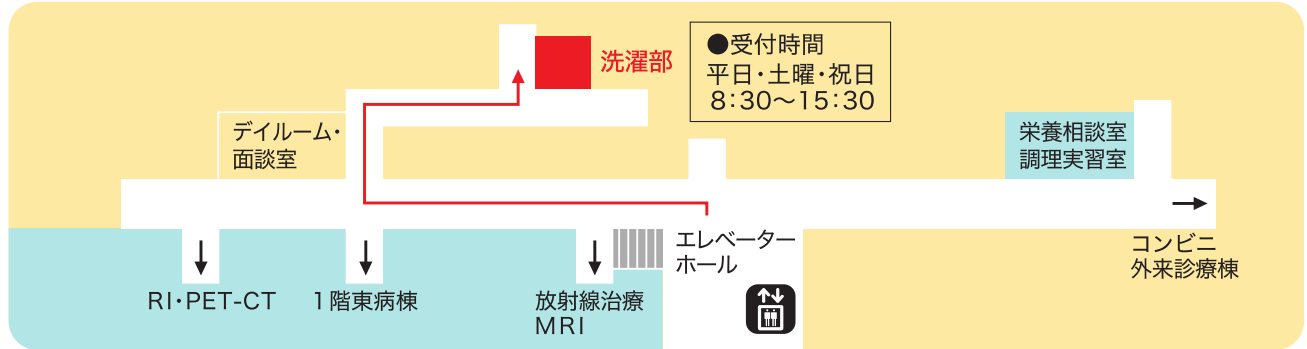 洗濯部
●受付時間
平日・土曜・祝日
8：30〜15：30
デイルーム・
面談室
栄養相談室
調理実習室
エレベーター
ホール
コンビニ
外来診療棟
RI・PET-CT
1階東病棟
放射線治療
MRI